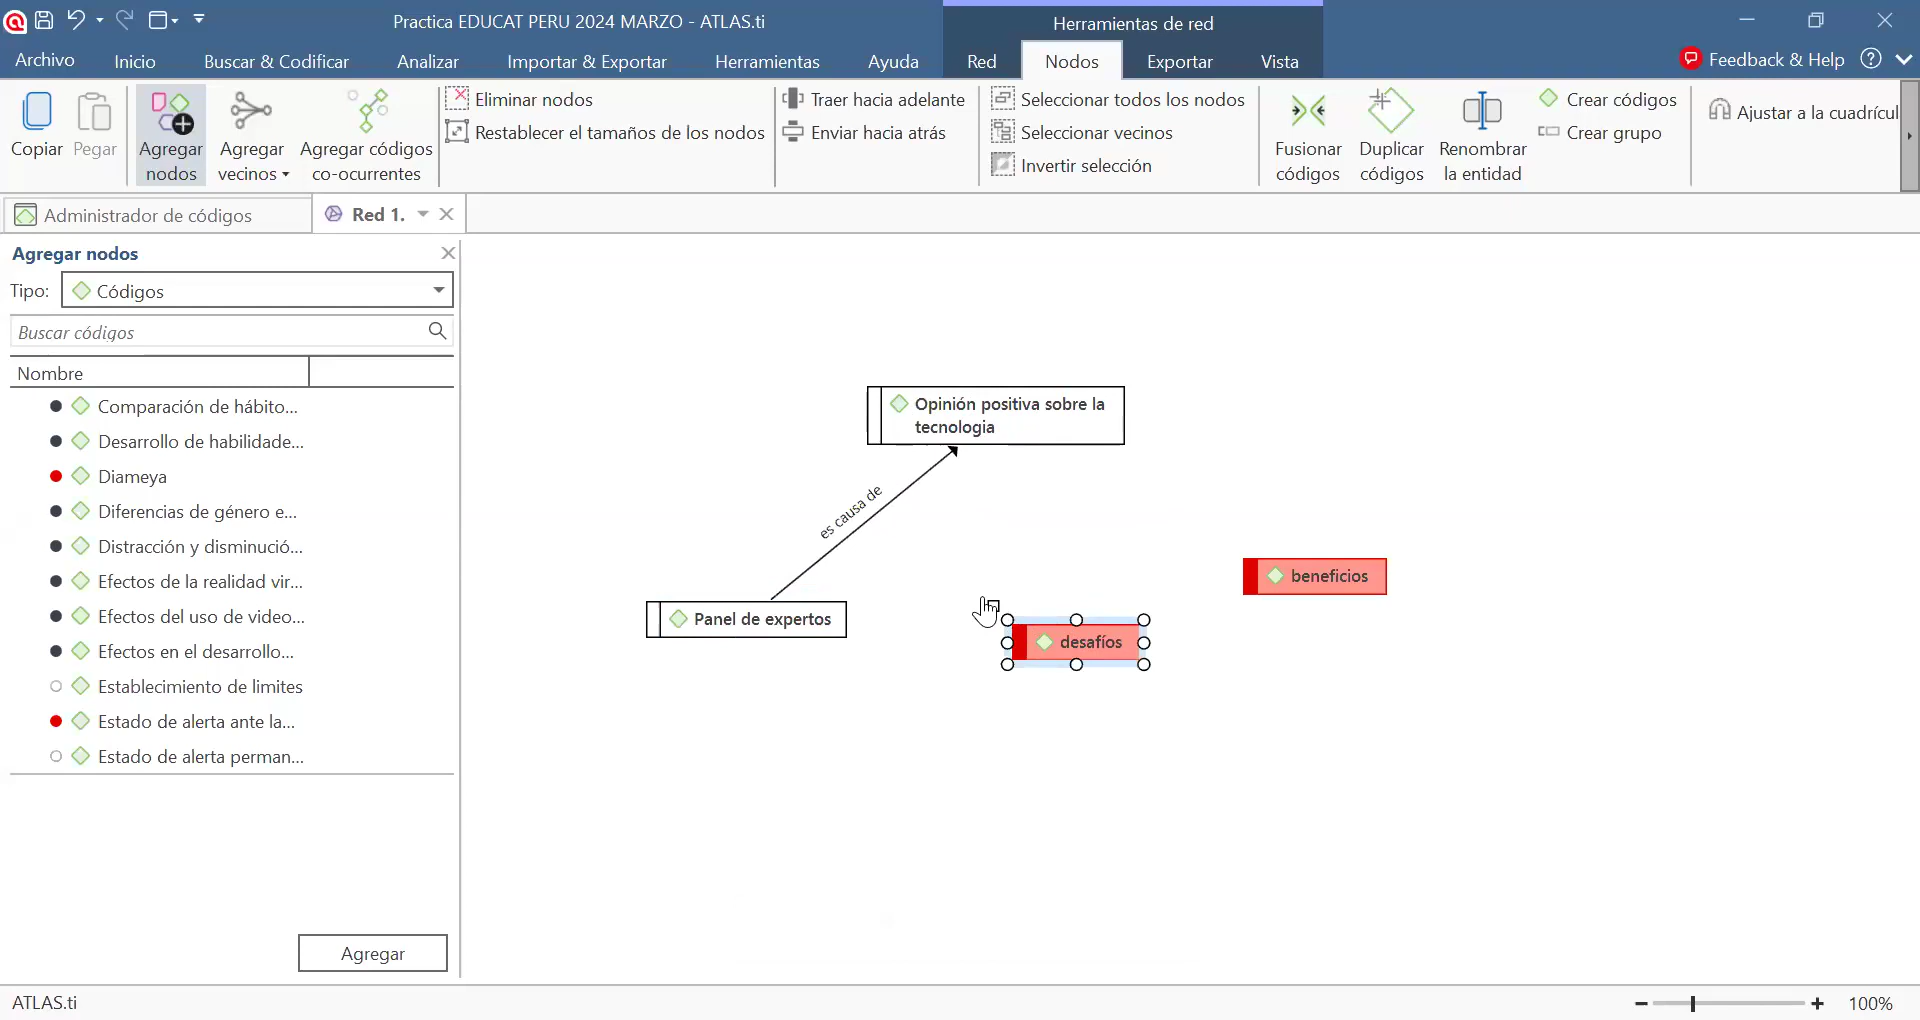 Practica EDUCAT PERU 2024 MARZO - ATLAS.ti
Herramientas de red
Archivo Inicio Buscar & Codificar Analizar Importar & Exportar Herramientas Ayuda Red Nodos Exportar Vista Feedback & Help
Copiar
Pegar
Agregar
nodos
Agregar
vecinos
Agregar códigos
co-ocurrentes
Eliminar nodos
Restablecer el tamaños de los nodos
Traer hacia adelante
Enviar hacia atrás
Seleccionar todos los nodos
Seleccionar vecinos
Invertir selección
Fusionar
códigos
Duplicar
códigos
Renombrar
la entidad
Crear códigos
Crear grupo
Ajustar a la cuadrícul
Administrador de códigos
Red 1.
Agregar nodos
Tipo: Códigos
Buscar códigos
Nombre
Comparación de hábito...
Desarrollo de habilidade...
Diameya
Diferencias de género e...
Distracción y disminució...
Efectos de la realidad vir...
Efectos del uso de video...
Efectos en el desarrollo...
Establecimiento de limites
Estado de alerta ante la...
Estado de alerta perman...
Agregar
Opinión positiva sobre la
tecnologia
es causa de
Panel de expertos
beneficios
desafíos
ATLAS.ti
100%